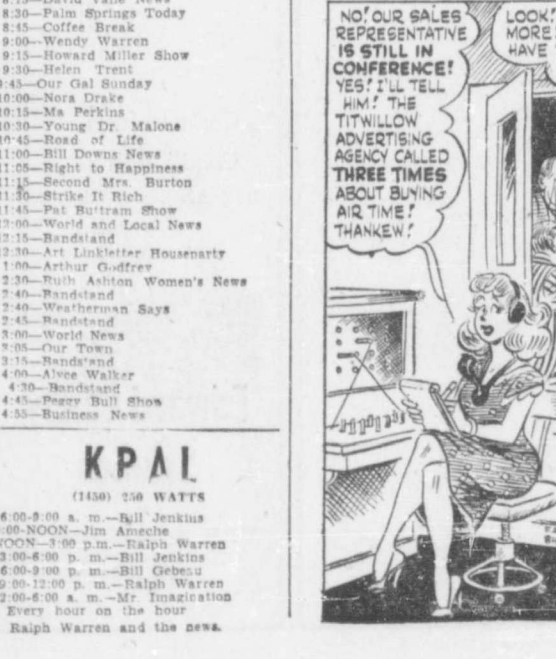 8:15—David Vaile News
8:30—Palm Springs Today
8:45—Coffee Break
9:00—Wendy Warren
9:15—Howard Miller Show
9:30—Helen Trent
9:45—Our Gal Sunday
10:00—Nora Drake
10:15—Ma Perkins
10:30—Young Dr. Malone
10:45—Road of Life
11:00—Bill Downs News
11:05—Right to Happiness
11:15—Second Mrs. Burton
11:30—Strike It Rich
11:45—Pat Buttram Show
12:00—World and Local News
12:15—Bandstand
12:30—Art Linkletter Houseparty
1:00—Arthur Godfrey
2:30—Ruth Ashton Women's News
2:40—Bandstand
2:40—Weatherman Says
2:45—Bandstand
3:00—World News
3:05—Our Town
3:15—Bandstand
4:00—Alyce Walker
4:30—Bandstand
4:45—Peggy Bull Show
4:55—Business News
KPAL
(1450) 250 WATTS
6:00-9:00 a. m.—Bill Jenkins
:00-NOON—Jim Ameche
NOON—3:00 p.m.—Ralph Warren
3:00-6:00 p. m.—Bill Jenkins
6:00-9:00 p. m.—Bill Gebeau
9:00-12:00 p. m.—Ralph Warren
2:00-6:00 a. m.—Mr. Imagination
Every hour on the hour
Ralph Warren and the news.
NO! OUR SALES
REPRESENTATIVE
IS STILL IN
CONFERENCE!
YES! I'LL TELL
HIM! THE
TITWILLOW
ADVERTISING
AGENCY CALLED
THREE TIMES
ABOUT BUYING
AIR TIME!
THANKEW!
LOOK!
MORE
HAVE